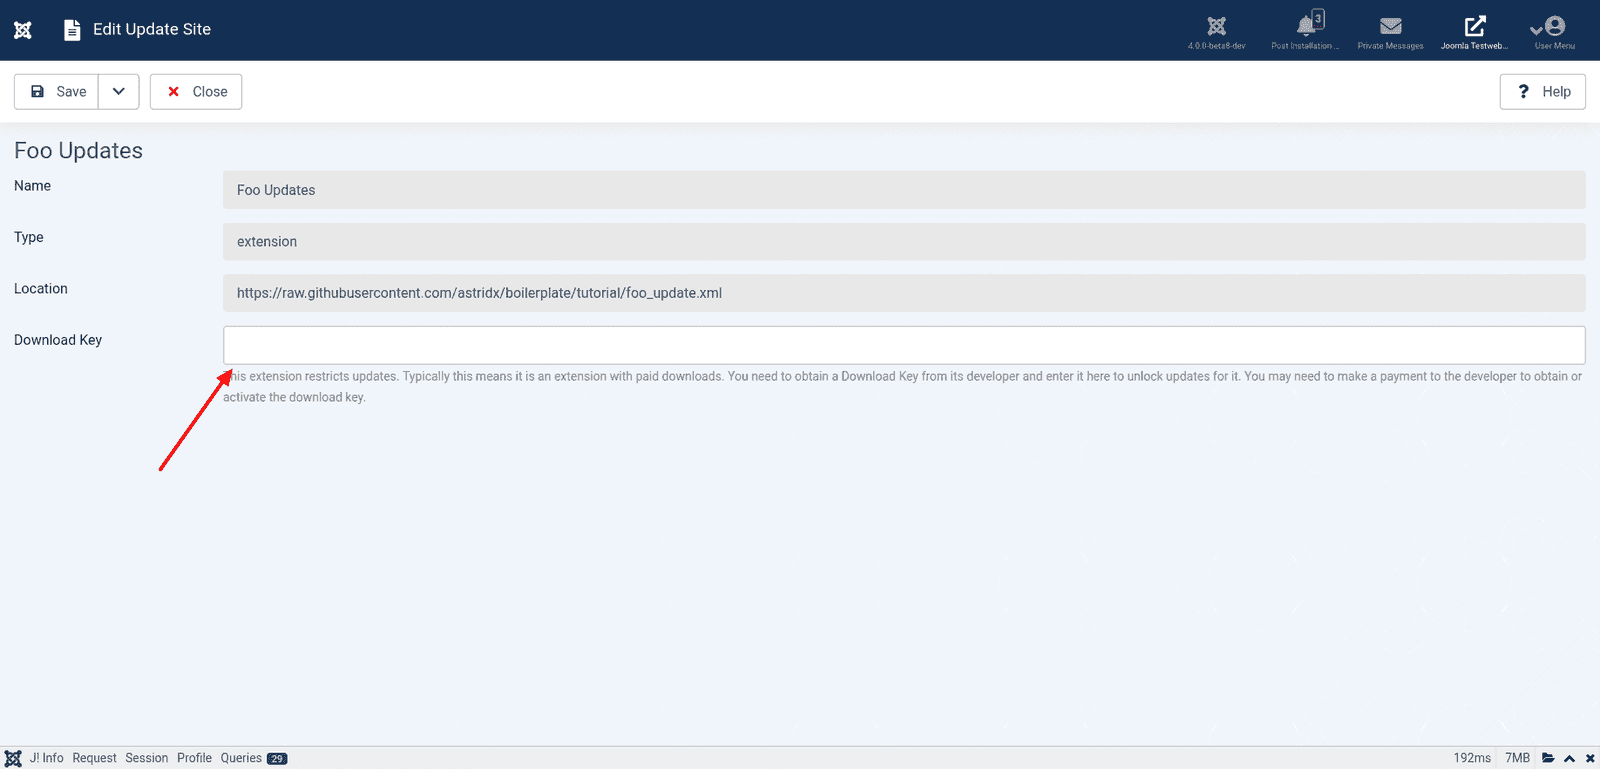 Edit Update Site
3
4.0.0-beta6-dev
Post Installation ...
Private Messages
Joomla Testweb...
User Menu
Save
Close
? Help
Foo Updates
Name
Foo Updates
Type
extension
Location
https://raw.githubusercontent.com/astridx/boilerplate/tutorial/foo_update.xml
Download Key
This extension restricts updates. Typically this means it is an extension with paid downloads. You need to obtain a Download Key from its developer and enter it here to unlock updates for it. You may need to make a payment to the developer to obtain or
activate the download key.
J! Info Request Session Profile Queries 29
192ms 7MB